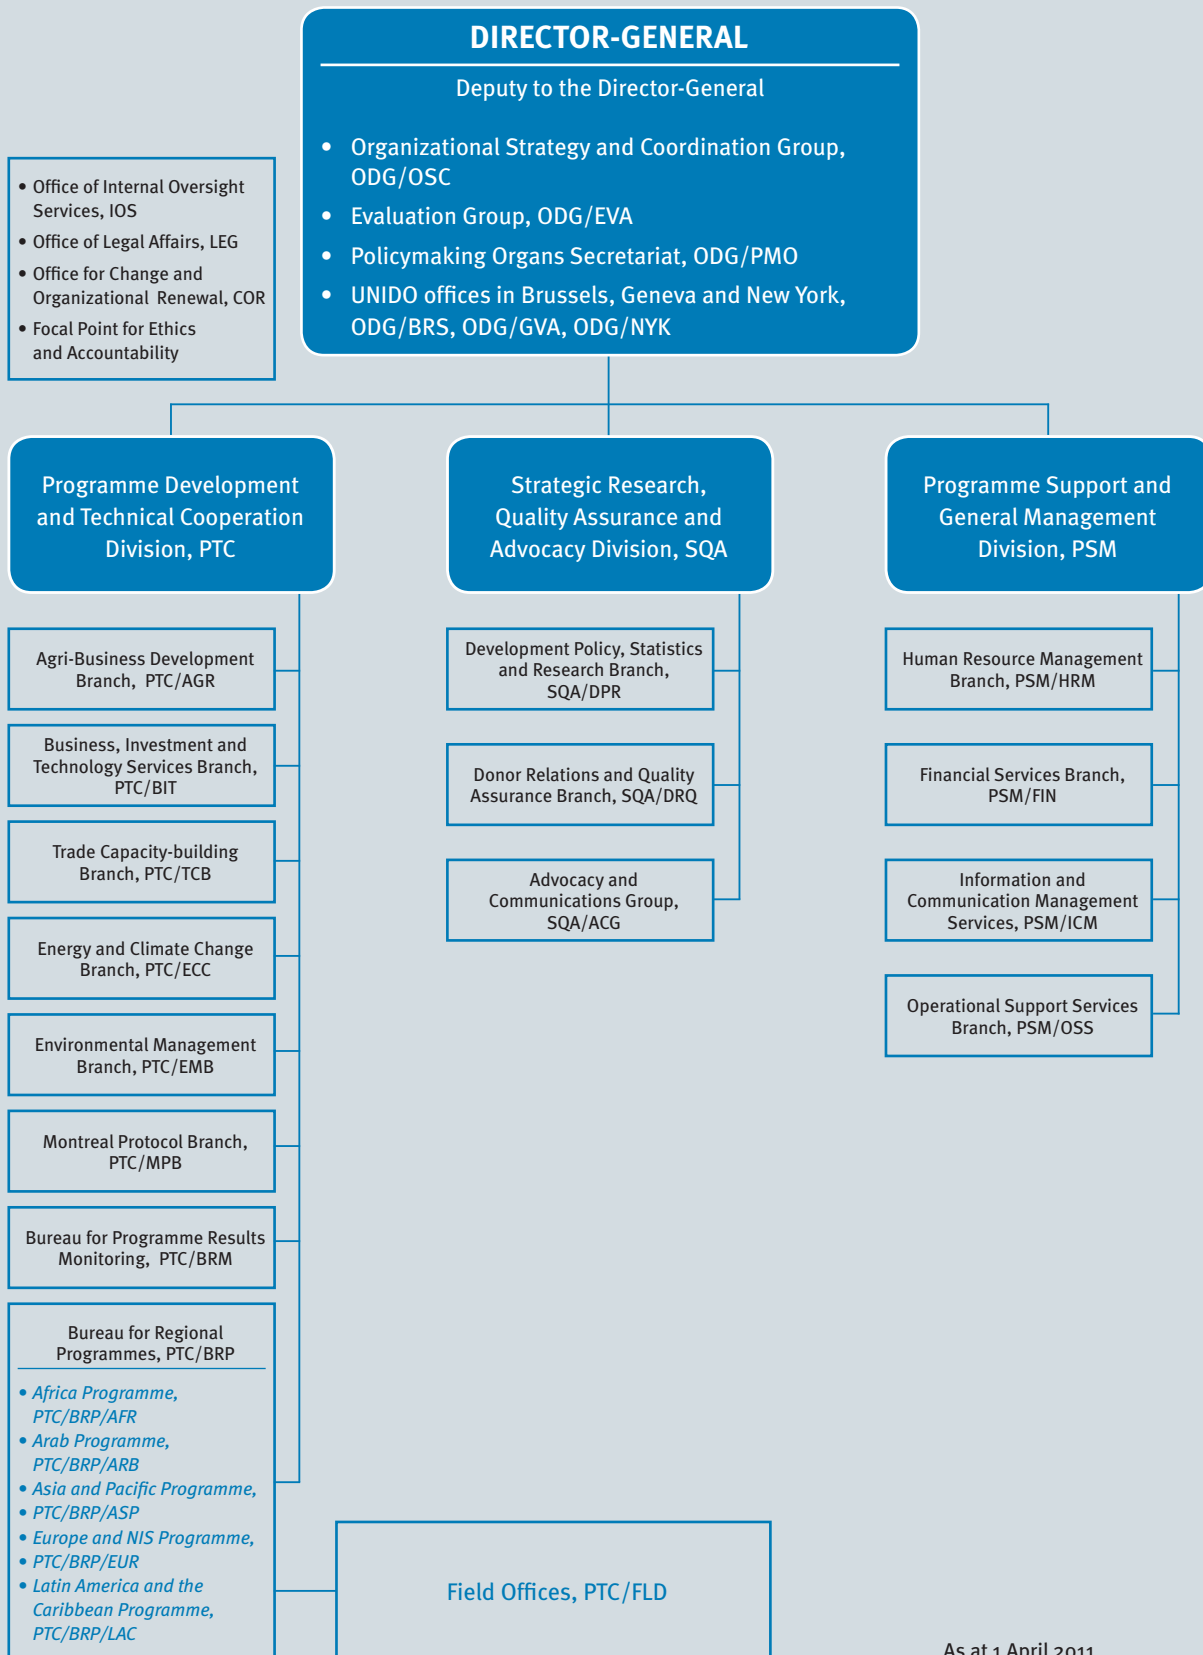 DIRECTOR-GENERAL
Deputy to the Director-General
• Organizational Strategy and Coordination Group,
ODG/OSC
• Evaluation Group, ODG/EVA
• Policymaking Organs Secretariat, ODG/PMO
• UNIDO offices in Brussels, Geneva and New York,
ODG/BRS, ODG/GVA, ODG/NYK
• Office of Internal Oversight
Services, IOS
• Office of Legal Affairs, LEG
• Office for Change and
Organizational Renewal, COR
• Focal Point for Ethics
and Accountability
Programme Development
and Technical Cooperation
Division, PTC
Agri-Business Development
Branch, PTC/AGR
Business, Investment and
Technology Services Branch,
PTC/BIT
Trade Capacity-building
Branch, PTC/TCB
Energy and Climate Change
Branch, PTC/ECC
Environmental Management
Branch, PTC/EMB
Montreal Protocol Branch,
PTC/MPB
Bureau for Programme Results
Monitoring, PTC/BRM
Bureau for Regional
Programmes, PTC/BRP
• Africa Programme,
PTC/BRP/AFR
• Arab Programme,
PTC/BRP/ARB
• Asia and Pacific Programme,
• PTC/BRP/ASP
• Europe and NIS Programme,
• PTC/BRP/EUR
• Latin America and the
Caribbean Programme,
PTC/BRP/LAC
Field Offices, PTC/FLD
Strategic Research,
Quality Assurance and
Advocacy Division, SQA
Development Policy, Statistics
and Research Branch,
SQA/DPR
Donor Relations and Quality
Assurance Branch, SQA/DRQ
Advocacy and
Communications Group,
SQA/ACG
Programme Support and
General Management
Division, PSM
Human Resource Management
Branch, PSM/HRM
Financial Services Branch,
PSM/FIN
Information and
Communication Management
Services, PSM/ICM
Operational Support Services
Branch, PSM/OSS
As at 1 April 2011